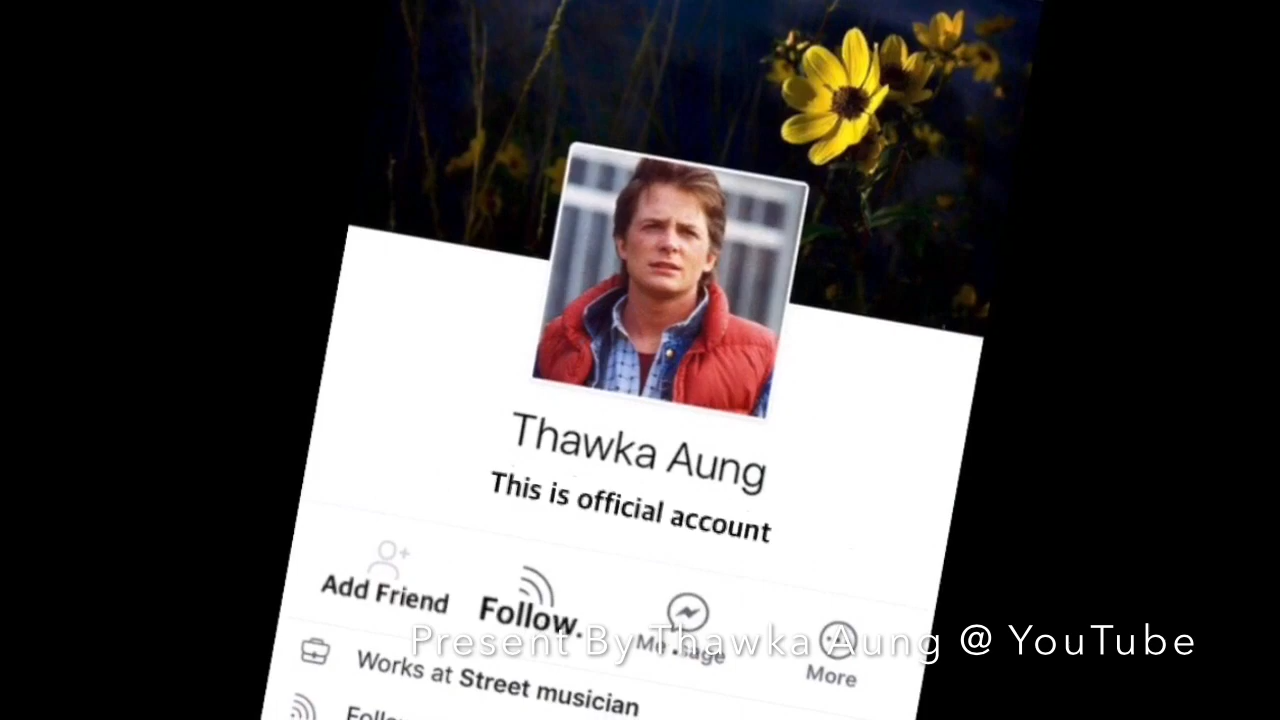 Thawka Aung
This is official account
Add Friend
Follow.
More
Present By Thawka Aung @ YouTube
Works at Street musician